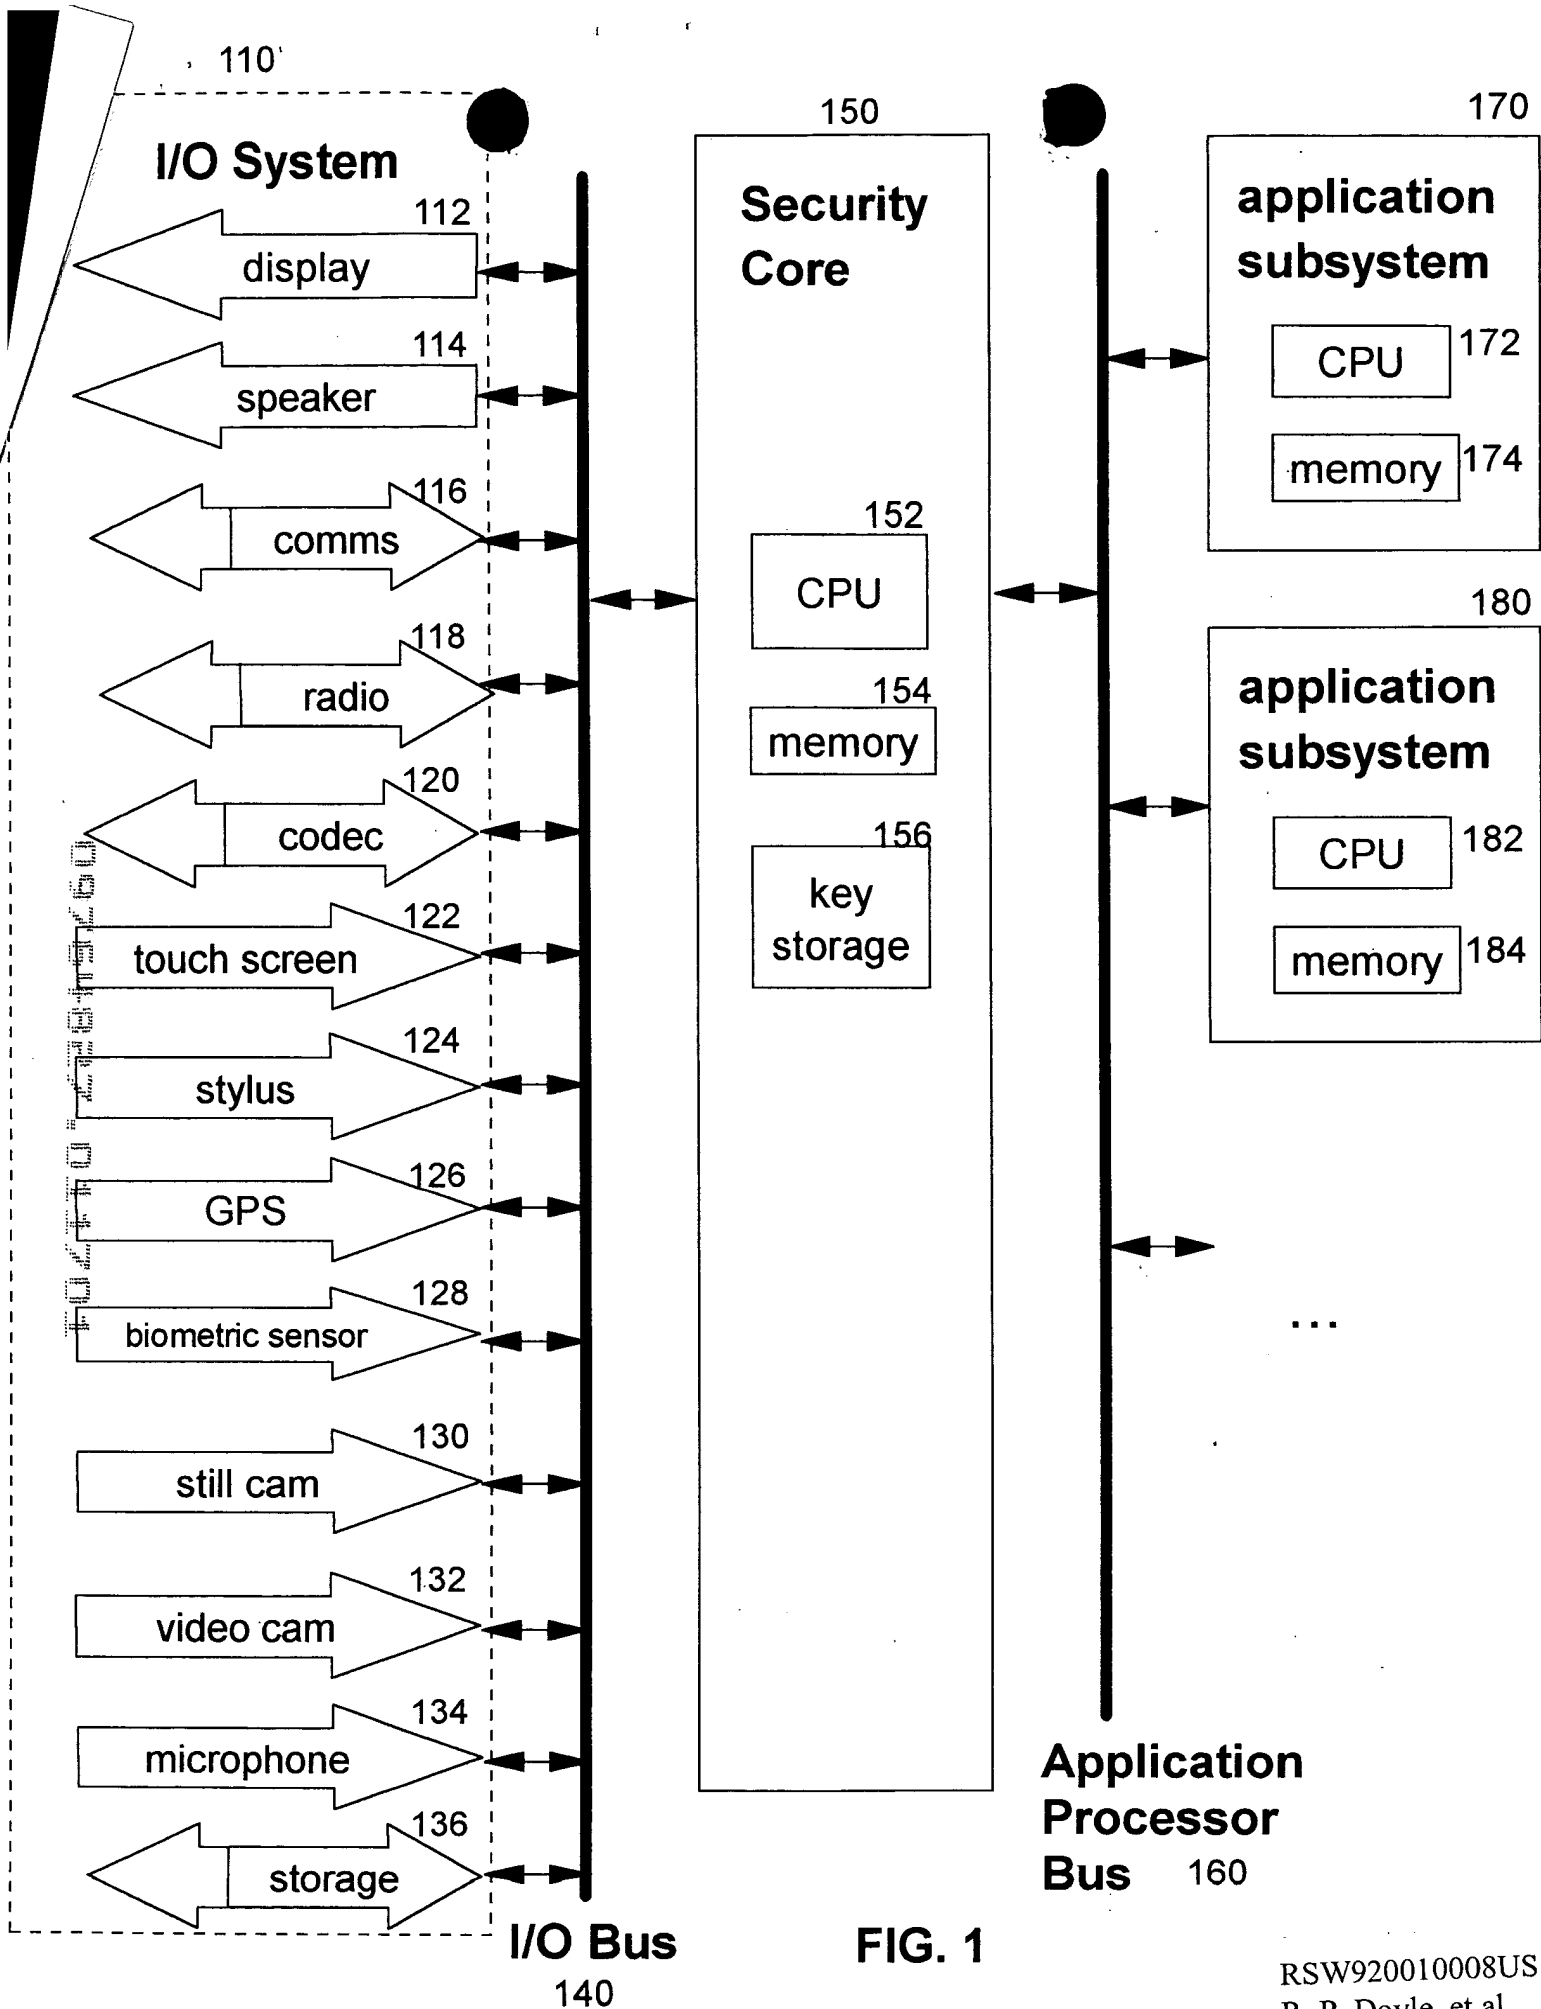 110
I/O System
112
display
114
speaker
116
comms
118
radio
120
codec
122
touch screen
124
stylus
126
GPS
128
biometric sensor
130
still cam
132
video cam
134
microphone
136
storage
I/O Bus
140
150
Security
Core
152
CPU
154
memory
156
key
storage
Application
Processor
Bus 160
170
application
subsystem
CPU 172
memory 174
180
application
subsystem
CPU 182
memory 184
...
FIG. 1
RSW920010008US